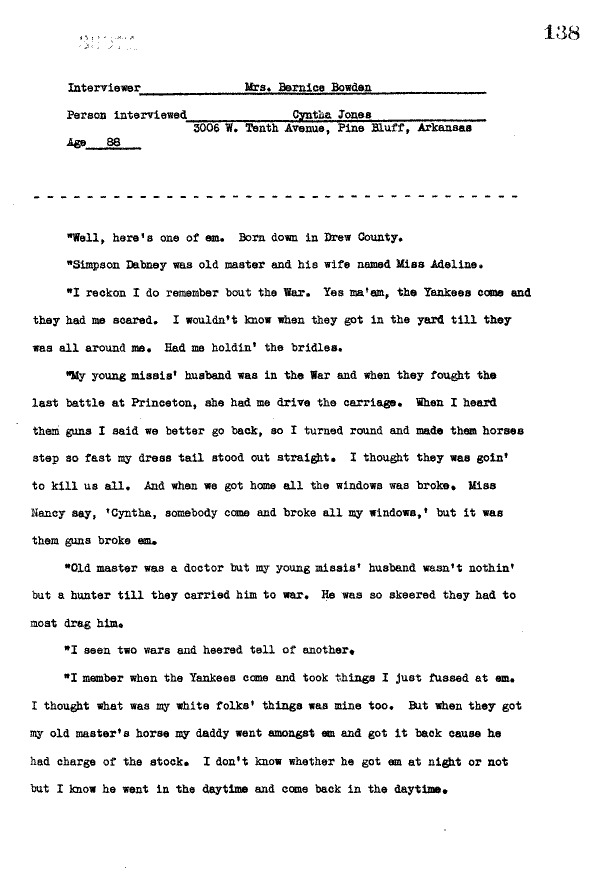 138
Interviewer Mrs. Bernice Bowden
Person interviewed Cyntha Jones
3006 W. Tenth Avenue, Pine Bluff, Arkansas
Age 88
"Well, here's one of em. Born down in Drew County.
"Simpson Dabney was old master and his wife named Miss Adeline.
"I reckon I do remember bout the War. Yes ma'am, the Yankees come and
they had me scared. I wouldn't know when they got in the yard till they
was all around me. Had me holdin' the bridles.
"My young missis' husband was in the War and when they fought the
last battle at Princeton, she had me drive the carriage. When I heard
them guns I said we better go back, so I turned round and made them horses
step so fast my dress tail stood out straight. I thought they was goin'
to kill us all. And when we got home all the windows was broke. Miss
Nancy say, 'Cyntha, somebody come and broke all my windows,' but it was
them guns broke em.
"Old master was a doctor but my young missis' husband wasn't nothin'
but a hunter till they carried him to war. He was so skeered they had to
most drag him.
"I seen two wars and heered tell of another.
"I member when the Yankees come and took things I just fussed at em.
I thought what was my white folks' things was mine too. But when they got
my old master's horse my daddy went amongst em and got it back cause he
had charge of the stock. I don't know whether he got em at night or not
but I know he went in the daytime and come back in the daytime.